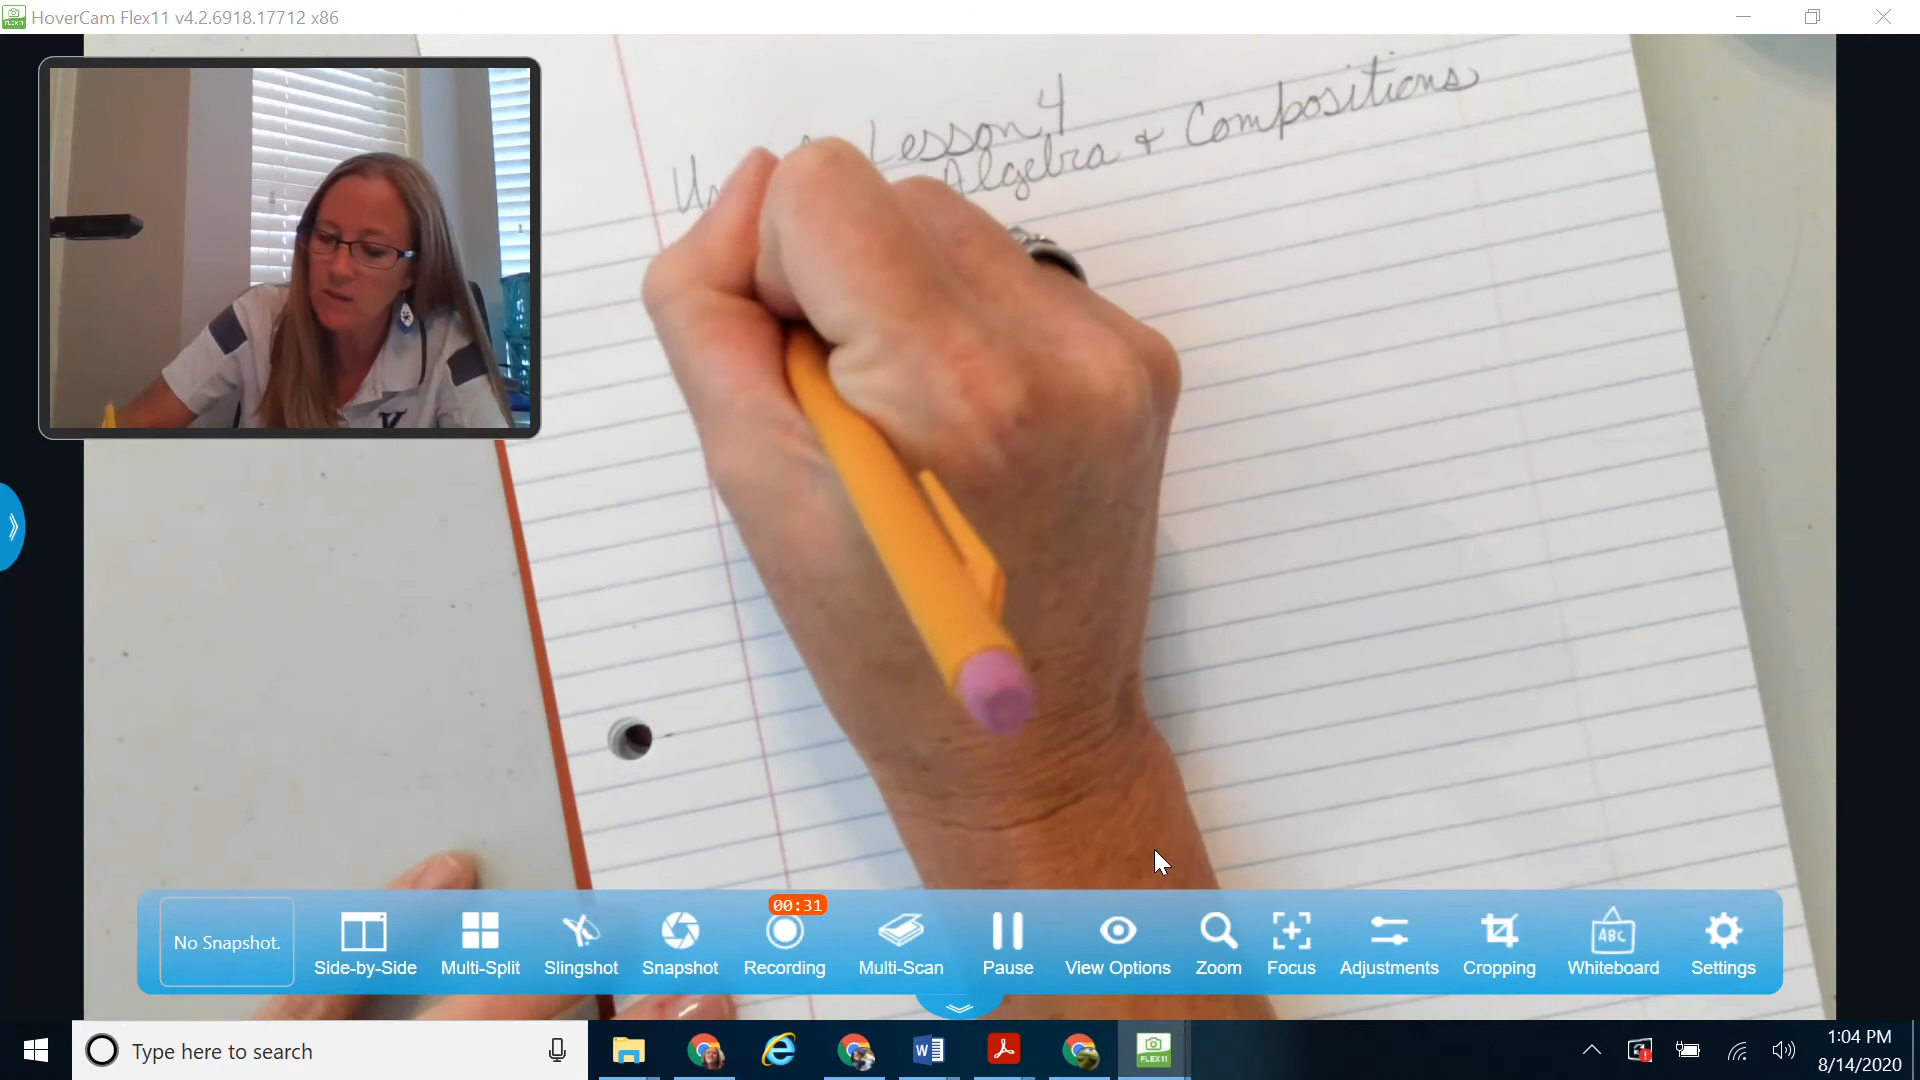 HoverCam Flex11 v4.2.6918.17712 x86
Lesson 4
Algebra + Compositions
00:31
No Snapshot.
Side-by-Side Multi-Split Slingshot Snapshot Recording Multi-Scan Pause View Options Zoom Focus Adjustments Cropping Whiteboard Settings
ABC
Type here to search
FLEX11
1:04 PM
8/14/2020